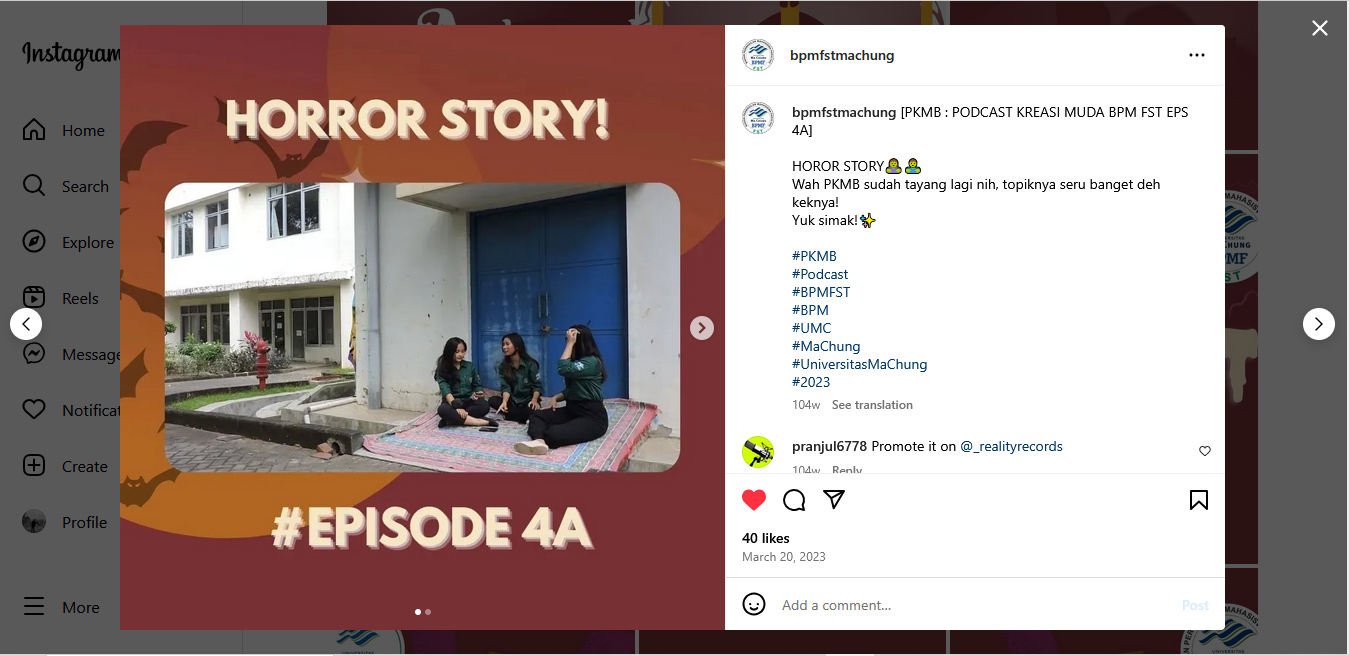 Instagram
Home
Search
Explore
Reels
Message
Notificat
Create
Profile
More
HORROR STORY!
#EPISODE 4A
bpmfstmachung
bpmfstmachung [PKMB : PODCAST KREASI MUDA BPM FST EPS
4A]
HOROR STORY🧟‍♀️🧟‍♂️
Wah PKMB sudah tayang lagi nih, topiknya seru banget deh
keknya!
Yuk simak!✨
#PKMB
#Podcast
#BPMFST
#BPM
#UMC
#MaChung
#UniversitasMaChung
#2023
104w See translation
pranjul6778 Promote it on @_realityrecords
104w Reply
40 likes
March 20, 2023
Add a comment...
Post